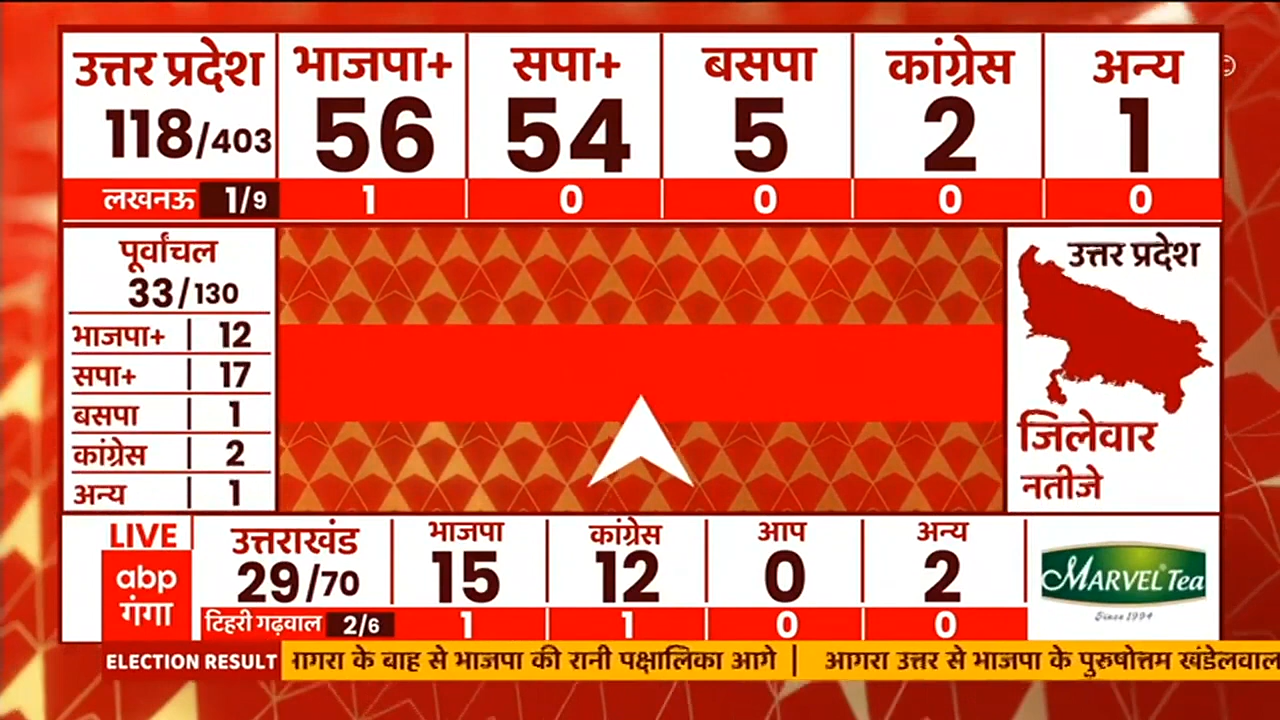 उत्तर प्रदेश भाजपा+ सपा+ बसपा कांग्रेस अन्य
118/403 56 54 5 2 1
लखनऊ 1/9 1 0 0 0 0
पूर्वांचल
33/130
भाजपा+ 12
सपा+ 17
बसपा 1
कांग्रेस 2
अन्य 1
उत्तर प्रदेश
जिलेवार
नतीजे
LIVE
abp
गंगा
उत्तराखंड भाजपा कांग्रेस आप अन्य
29/70 15 12 0 2
टिहरी गढ़वाल 2/6 1 1 0 0
MARVEL Tea
Since 1994
ELECTION RESULT आगरा के बाह से भाजपा की रानी पक्षालिका आगे | आगरा उत्तर से भाजपा के पुरुषोत्तम खंडेलवाल